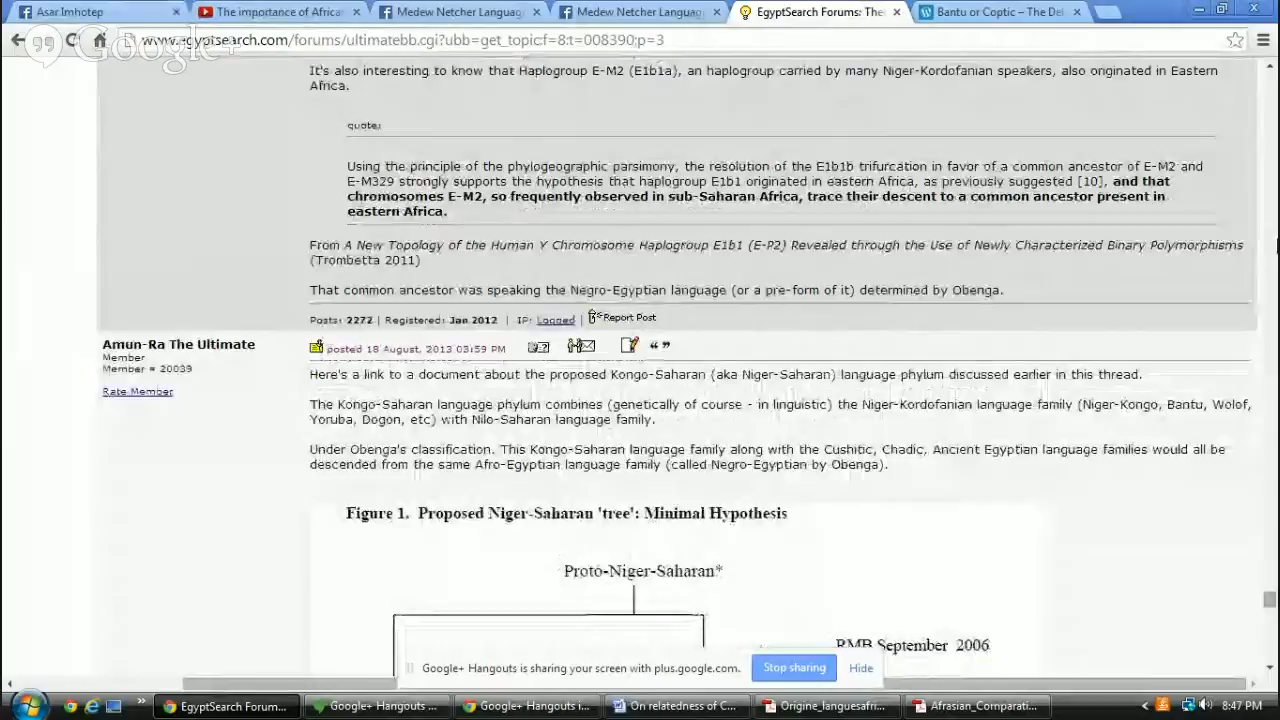 Asar Imhotep
The importance of Africa
Medew Netcher Languag
Medew Netcher Languag
EgyptSearch Forums: The
Bantu or Coptic – The De
Google+
www.egyptsearch.com/forums/ultimatebb.cgi?ubb=get_topicf=8&t=008390;p=3
It's also interesting to know that Haplogroup E-M2 (E1b1a), an haplogroup carried by many Niger-Kordofanian speakers, also originated in Eastern
Africa.
quote:
Using the principle of the phylogeographic parsimony, the resolution of the E1b1b trifurcation in favor of a common ancestor of E-M2 and
E-M329 strongly supports the hypothesis that haplogroup E1b1 originated in eastern Africa, as previously suggested [10], and that
chromosomes E-M2, so frequently observed in sub-Saharan Africa, trace their descent to a common ancestor present in
eastern Africa.
From A New Topology of the Human Y Chromosome Haplogroup E1b1 (E-P2) Revealed through the Use of Newly Characterized Binary Polymorphisms
(Trombetta 2011)
That common ancestor was speaking the Negro-Egyptian language (or a pre-form of it) determined by Obenga.
Posts: 2272 | Registered: Jan 2012 | IP: Logged | Report Post
Amun-Ra The Ultimate
Member
Member # 20039
Rate Member
posted 18 August, 2013 03:59 PM
Here's a link to a document about the proposed Kongo-Saharan (aka Niger-Saharan) language phylum discussed earlier in this thread.
The Kongo-Saharan language phylum combines (genetically of course - in linguistic) the Niger-Kordofanian language family (Niger-Kongo, Bantu, Wolof,
Yoruba, Dogon, etc) with Nilo-Saharan language family.
Under Obenga's classification. This Kongo-Saharan language family along with the Cushitic, Chadic, Ancient Egyptian language families would all be
descended from the same Afro-Egyptian language family (called Negro-Egyptian by Obenga).
Figure 1. Proposed Niger-Saharan 'tree': Minimal Hypothesis
Proto-Niger-Saharan*
RMB September 2006
Google+ Hangouts is sharing your screen with plus.google.com.
Stop sharing
Hide
EgyptSearch Forum...
Google+ Hangouts ...
Google+ Hangouts i...
On relatedness of C...
Origine_languesafri...
Afrasian_Comparati...
8:47 PM